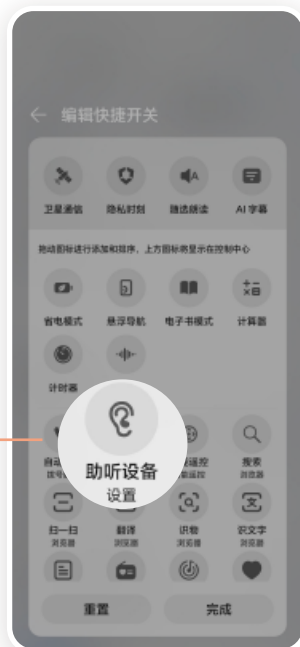 ← 编辑快捷开关
卫星通信 隐私时刻 随选朗读 AI 字幕
拖动图标进行添加和排序，上方图标将显示在控制中心
省电模式 悬浮导航 电子书模式 计算器
计时器
助听设备
设置
搜索
浏览器
扫一扫 翻译 识物 识文字
浏览器 浏览器 浏览器 浏览器
重置 完成